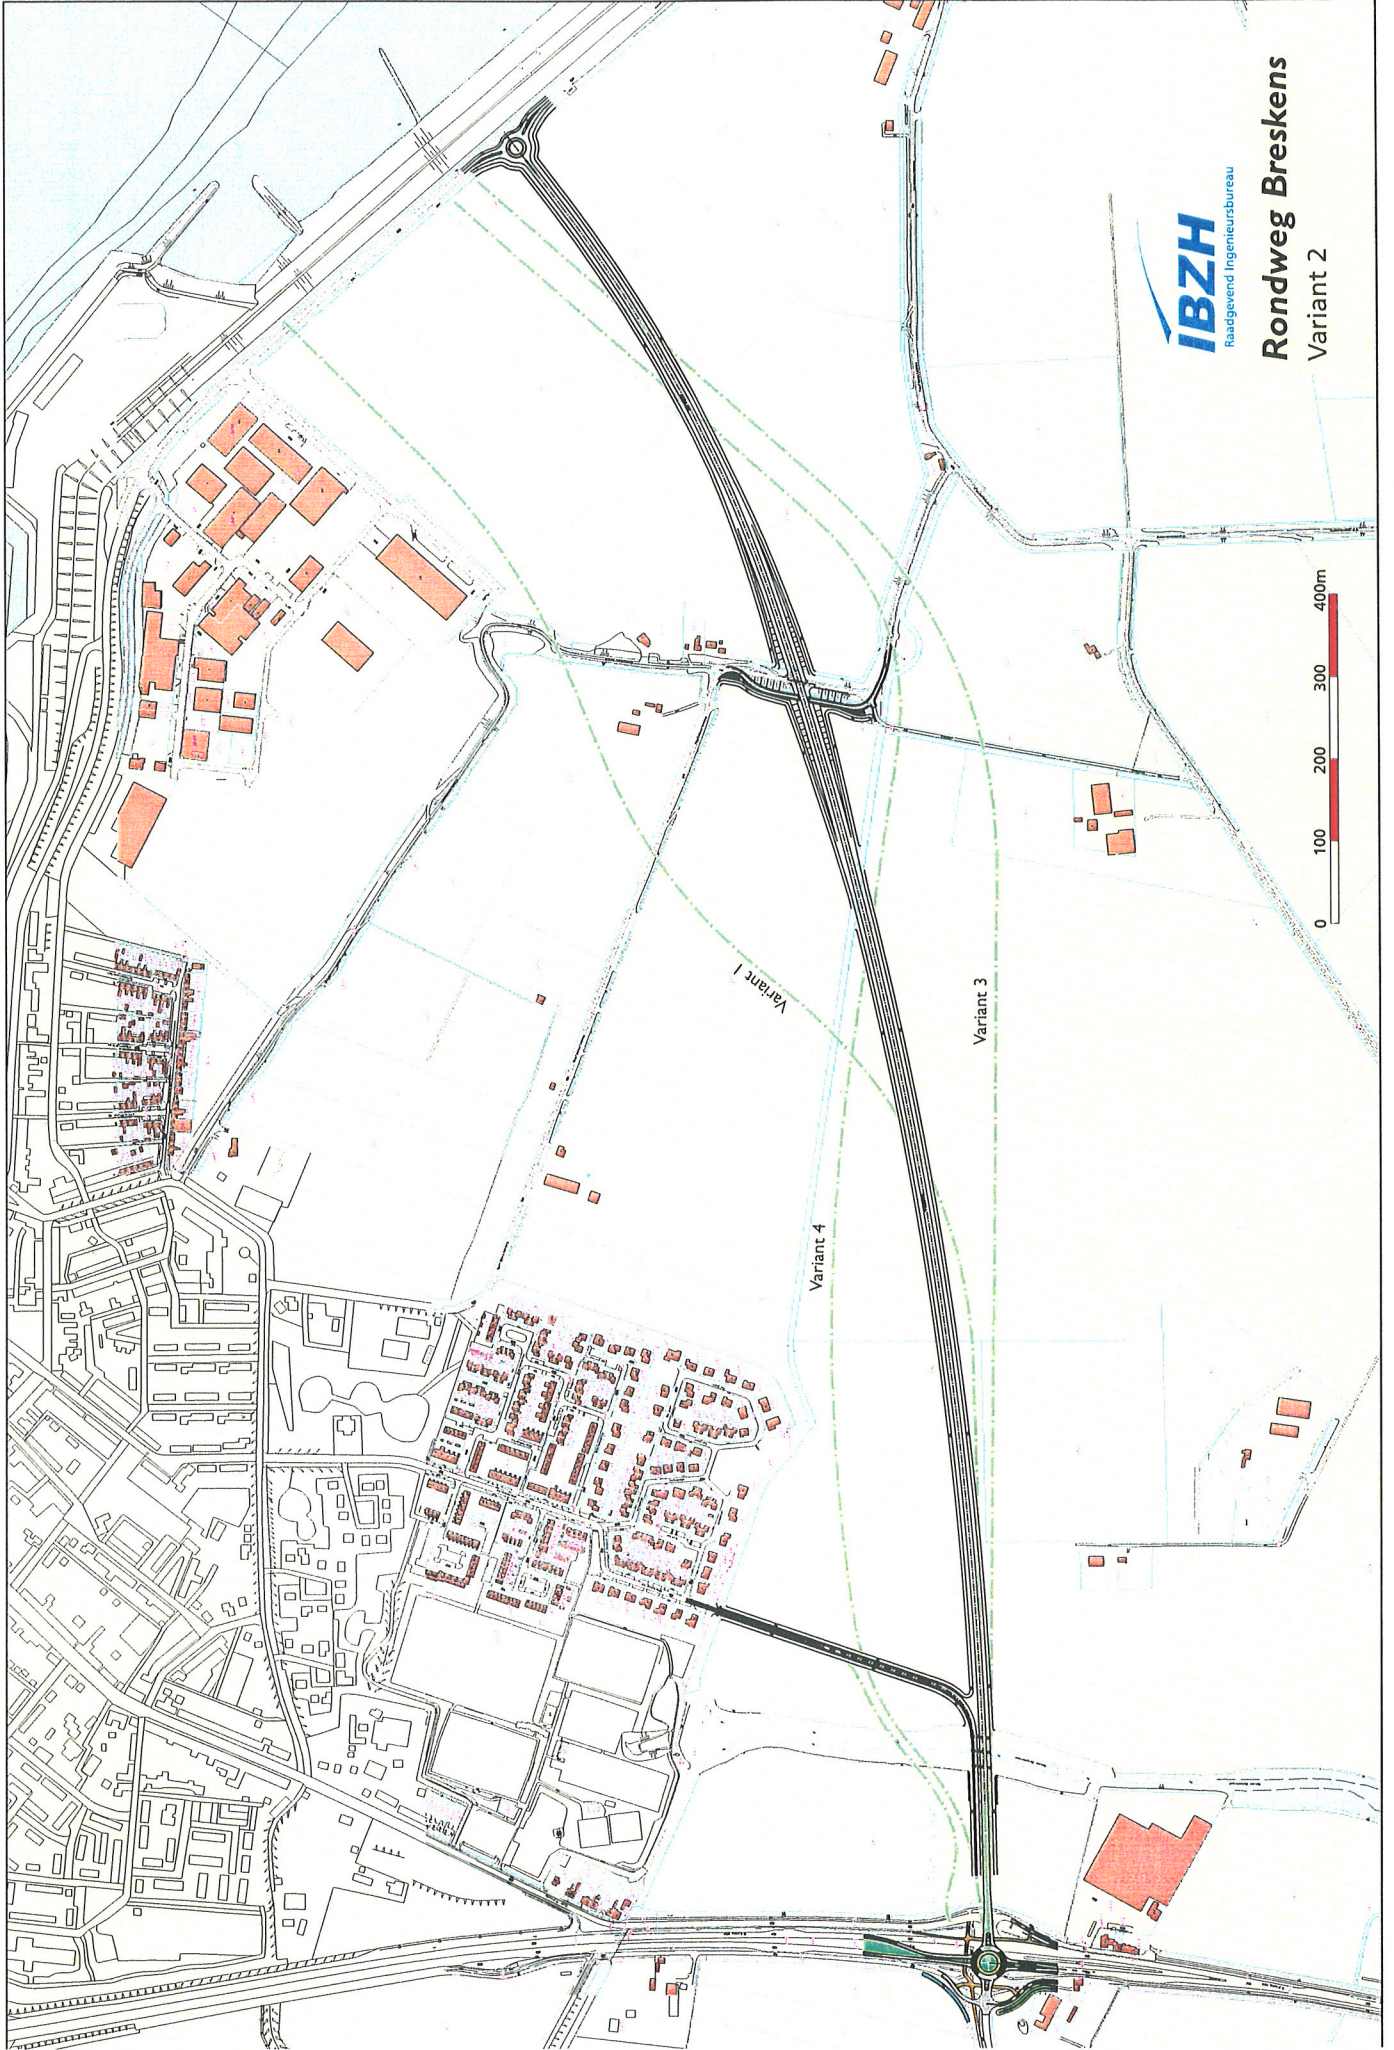 IBZH
Raadgevend Ingenieursbureau
Rondweg Breskens
Variant 2
Variant 1
Variant 3
Variant 4
0 100 200 300 400m